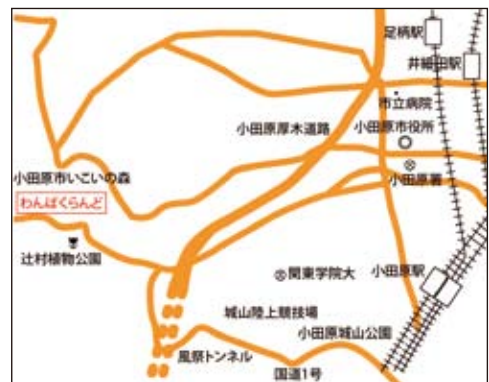 足柄駅
井細田駅
市立病院
小田原厚木道路
小田原市役所
小田原市いこいの森
小田原署
わんぱくらんど
辻村植物公園
関東学院大
小田原駅
城山陸上競技場
小田原城山公園
風祭トンネル
国道1号